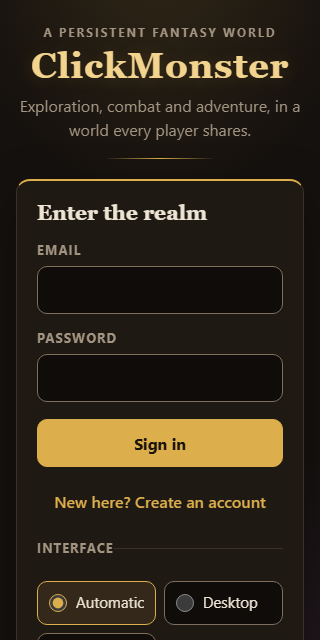 A PERSISTENT FANTASY WORLD
ClickMonster
Exploration, combat and adventure, in a
world every player shares.
Enter the realm
EMAIL
PASSWORD
Sign in
New here? Create an account
INTERFACE
Automatic
Desktop